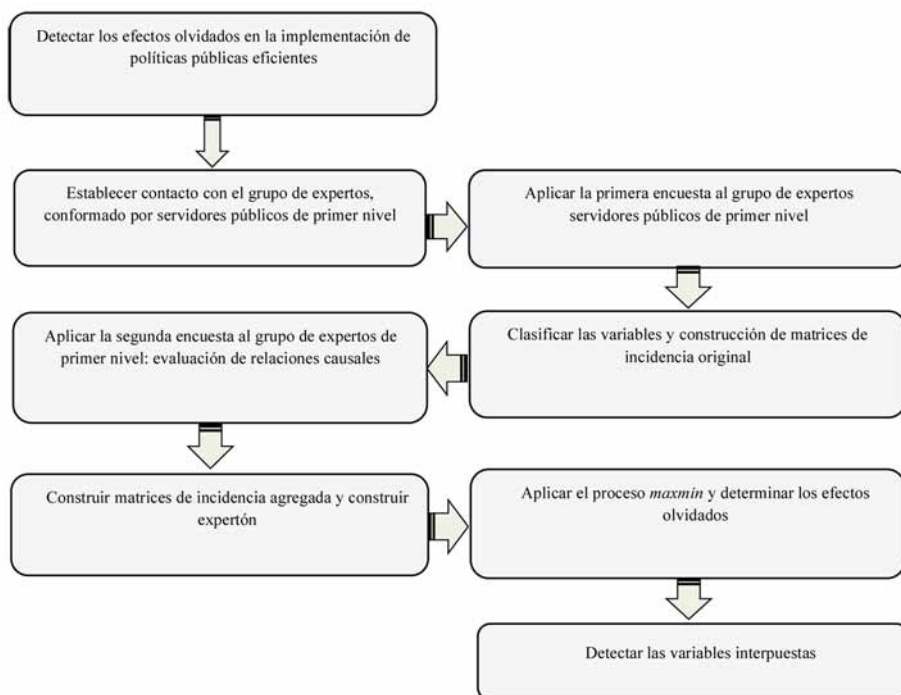 Detectar los efectos olvidados en la implementación de
políticas públicas eficientes
Establecer contacto con el grupo de expertos,
conformado por servidores públicos de primer nivel
Aplicar la primera encuesta al grupo de expertos
servidores públicos de primer nivel
Clasificar las variables y construcción de matrices de
incidencia original
Aplicar la segunda encuesta al grupo de expertos de
primer nivel: evaluación de relaciones causales
Construir matrices de incidencia agregada y construir
expertón
Aplicar el proceso maxmin y determinar los efectos
olvidados
Detectar las variables interpuestas